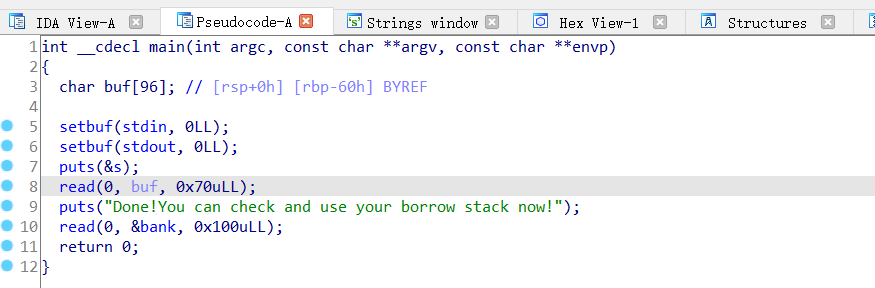 IDA View-A Pseudocode-A Strings window Hex View-1 Structures
1 int __cdecl main(int argc, const char **argv, const char **envp)
2 {
3 char buf[96]; // [rsp+0h] [rbp-60h] BYREF
4
5 setbuf(stdin, 0LL);
6 setbuf(stdout, 0LL);
7 puts(&s);
8 read(0, buf, 0x70uLL);
9 puts("Done!You can check and use your borrow stack now!");
10 read(0, &bank, 0x100uLL);
11 return 0;
12 }